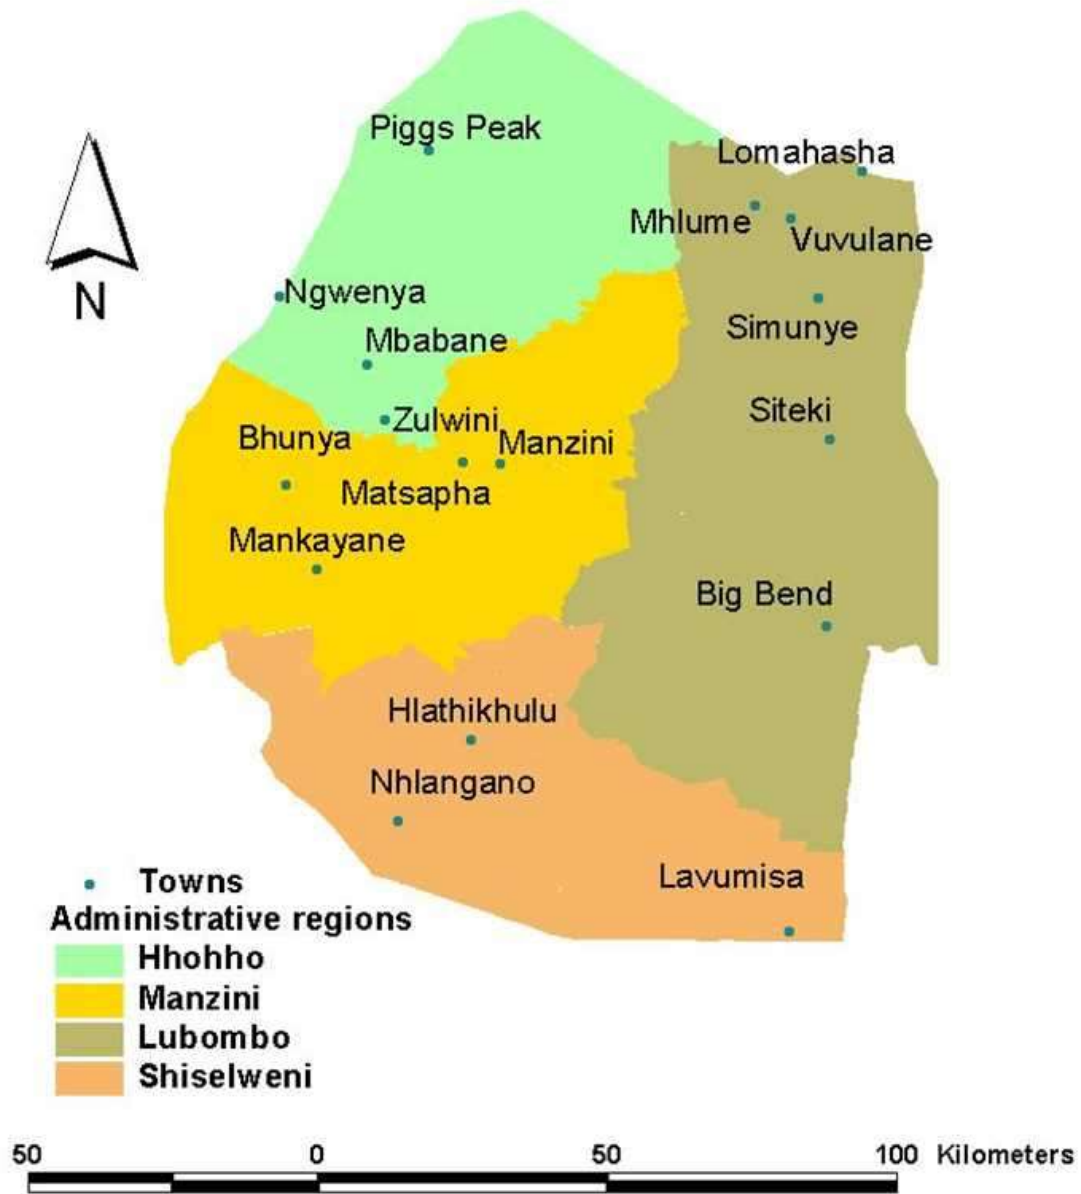 Piggs Peak
Lomahasha
Mhlume
Vuvulane
Ngwenya
Simunye
Mbabane
Siteki
Zulwini
Bhunya
Manzini
Matsapha
Mankayane
Big Bend
Hlathikhulu
Nhlangano
Lavumisa
N
Towns
Administrative regions
Hhohho
Manzini
Lubombo
Shiselweni
50 0 50 100 Kilometers